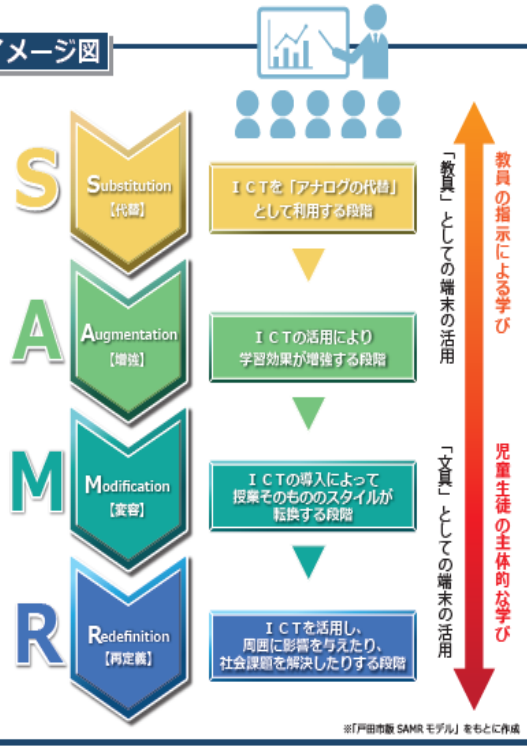 イメージ図
S
Substitution
【代替】
ＩＣＴを「アナログの代替」
として利用する段階
A
Augmentation
【増強】
ＩＣＴの活用により
学習効果が増強する段階
M
Modification
【変容】
ＩＣＴの導入によって
授業そのもののスタイルが
転換する段階
R
Redefinition
【再定義】
ＩＣＴを活用し、
周囲に影響を与えたり、
社会課題を解決したりする段階
教員の指示による学び
「教具」としての端末の活用
児童生徒の主体的な学び
「文具」としての端末の活用
※「戸田市版 SAMR モデル」をもとに作成